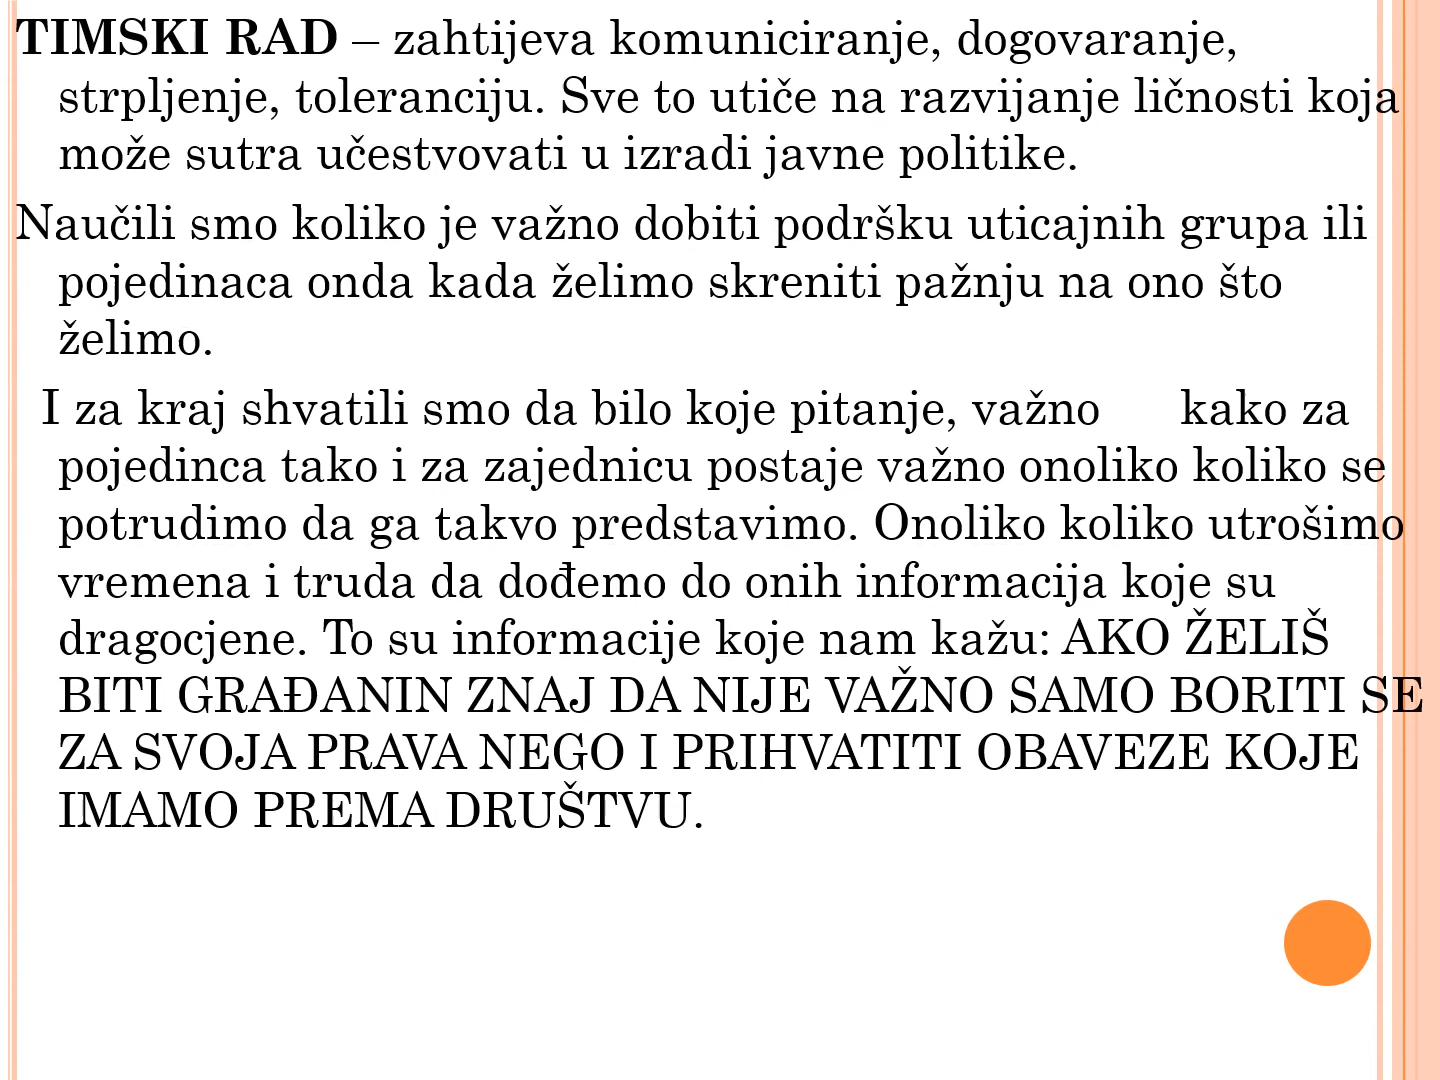 TIMSKI RAD – zahtijeva komuniciranje, dogovaranje,
strpljenje, toleranciju. Sve to utiče na razvijanje ličnosti koja
može sutra učestvovati u izradi javne politike.
Naučili smo koliko je važno dobiti podršku uticajnih grupa ili
pojedinaca onda kada želimo skreniti pažnju na ono što
želimo.
I za kraj shvatili smo da bilo koje pitanje, važno kako za
pojedinca tako i za zajednicu postaje važno onoliko koliko se
potrudimo da ga takvo predstavimo. Onoliko koliko utrošimo
vremena i truda da dođemo do onih informacija koje su
dragocjene. To su informacije koje nam kažu: AKO ŽELIŠ
BITI GRAĐANIN ZNAJ DA NIJE VAŽNO SAMO BORITI SE
ZA SVOJA PRAVA NEGO I PRIHVATITI OBAVEZE KOJE
IMAMO PREMA DRUŠTVU.